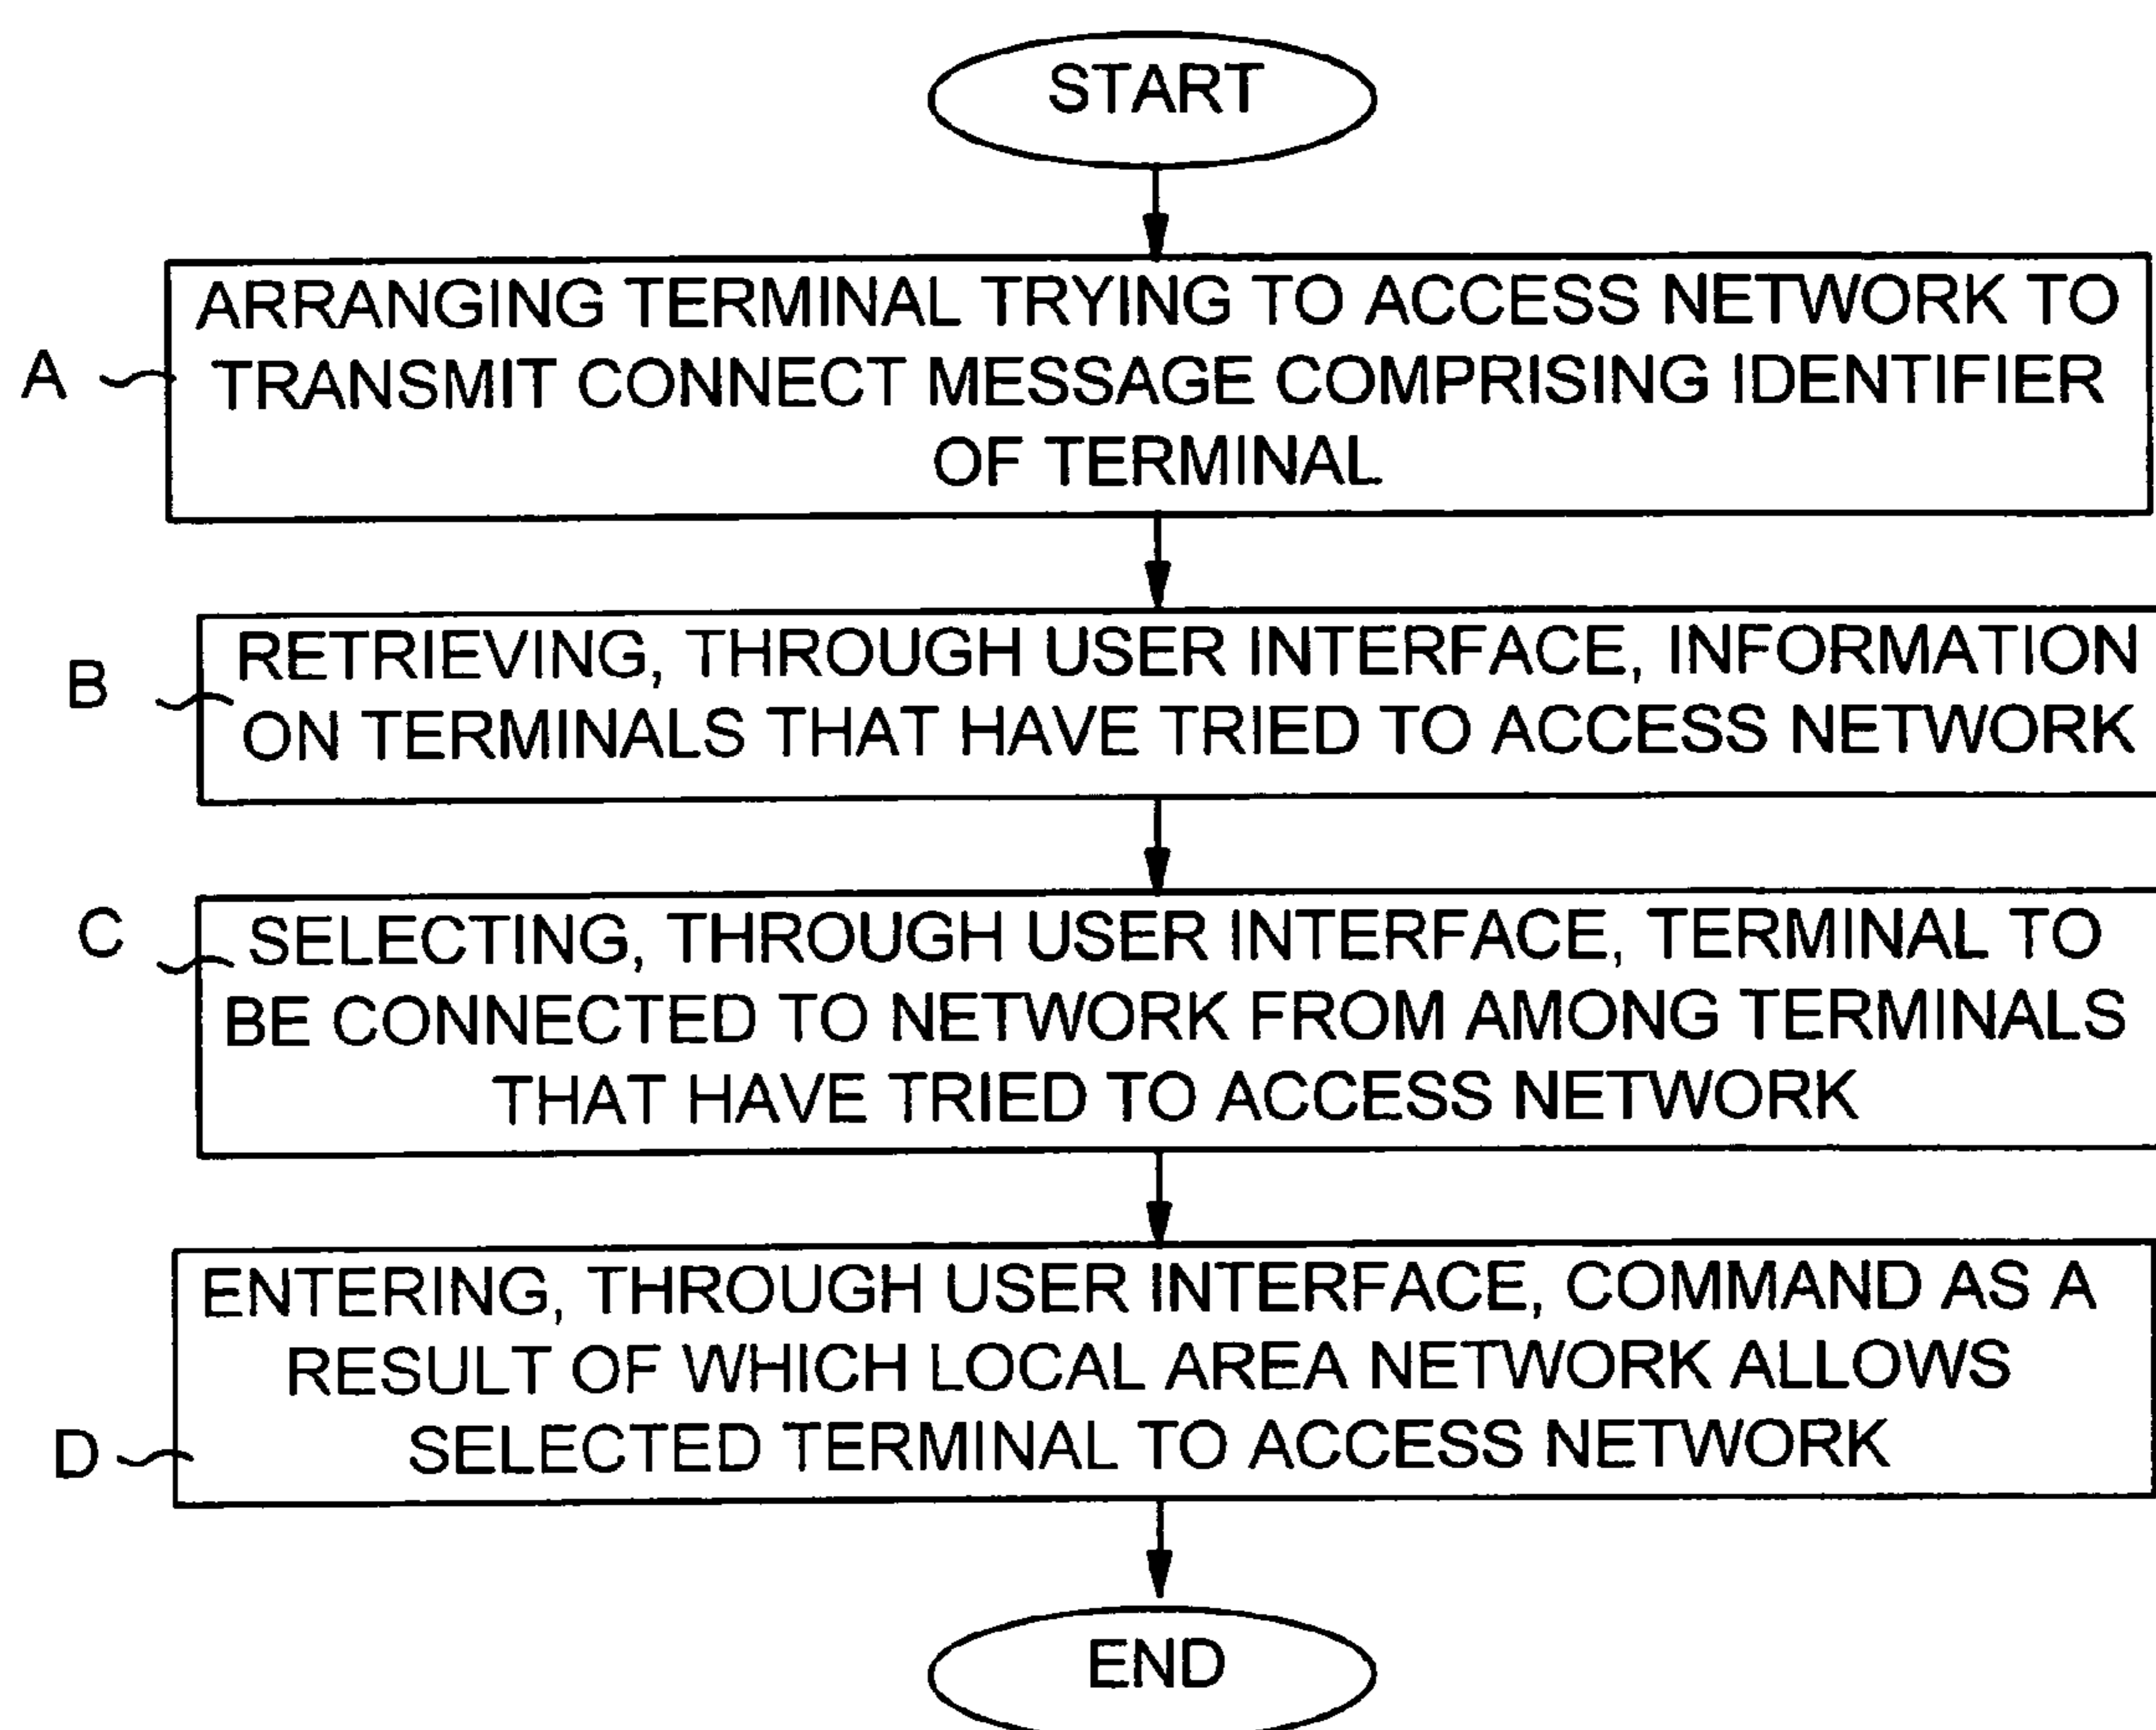 START
A
ARRANGING TERMINAL TRYING TO ACCESS NETWORK TO
TRANSMIT CONNECT MESSAGE COMPRISING IDENTIFIER
OF TERMINAL
B
RETRIEVING, THROUGH USER INTERFACE, INFORMATION
ON TERMINALS THAT HAVE TRIED TO ACCESS NETWORK
C
SELECTING, THROUGH USER INTERFACE, TERMINAL TO
BE CONNECTED TO NETWORK FROM AMONG TERMINALS
THAT HAVE TRIED TO ACCESS NETWORK
D
ENTERING, THROUGH USER INTERFACE, COMMAND AS A
RESULT OF WHICH LOCAL AREA NETWORK ALLOWS
SELECTED TERMINAL TO ACCESS NETWORK
END